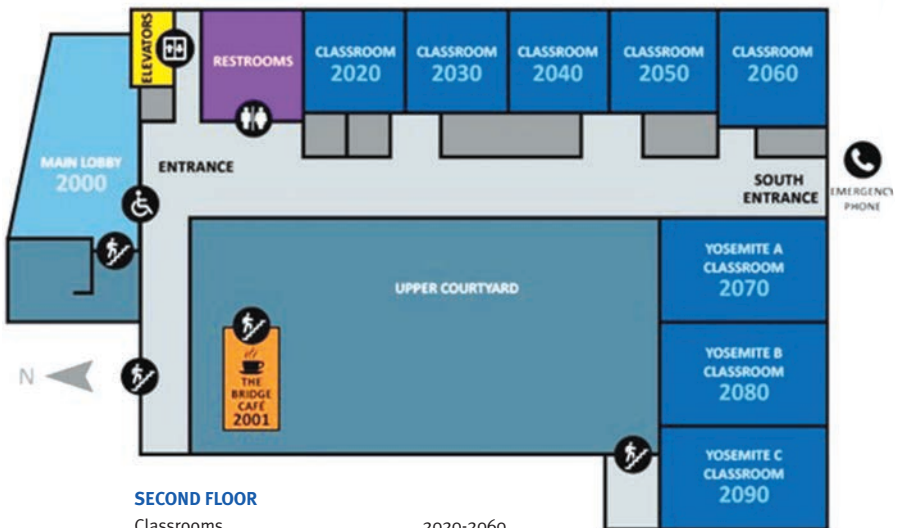 ELEVATORS
RESTROOMS
CLASSROOM
2020
CLASSROOM
2030
CLASSROOM
2040
CLASSROOM
2050
CLASSROOM
2060
MAIN LOBBY
2000
ENTRANCE
SOUTH
ENTRANCE
EMERGENCY
PHONE
UPPER COURTYARD
YOSEMITE A
CLASSROOM
2070
YOSEMITE B
CLASSROOM
2080
YOSEMITE C
CLASSROOM
2090
N
THE
BRIDGE
CAFÉ
2001
SECOND FLOOR
Classrooms 2020-2060